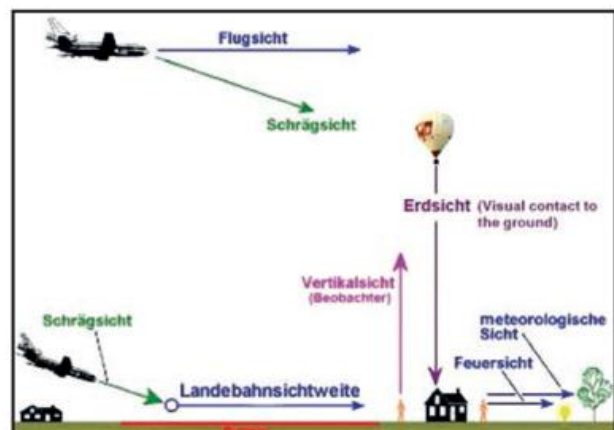 Flugsicht
Schrägsicht
Erdsicht (Visual contact to
the ground)
Vertikalsicht
(Beobachter)
Schrägsicht
meteorologische
Sicht
Feuersicht
Landebahnsichtweite